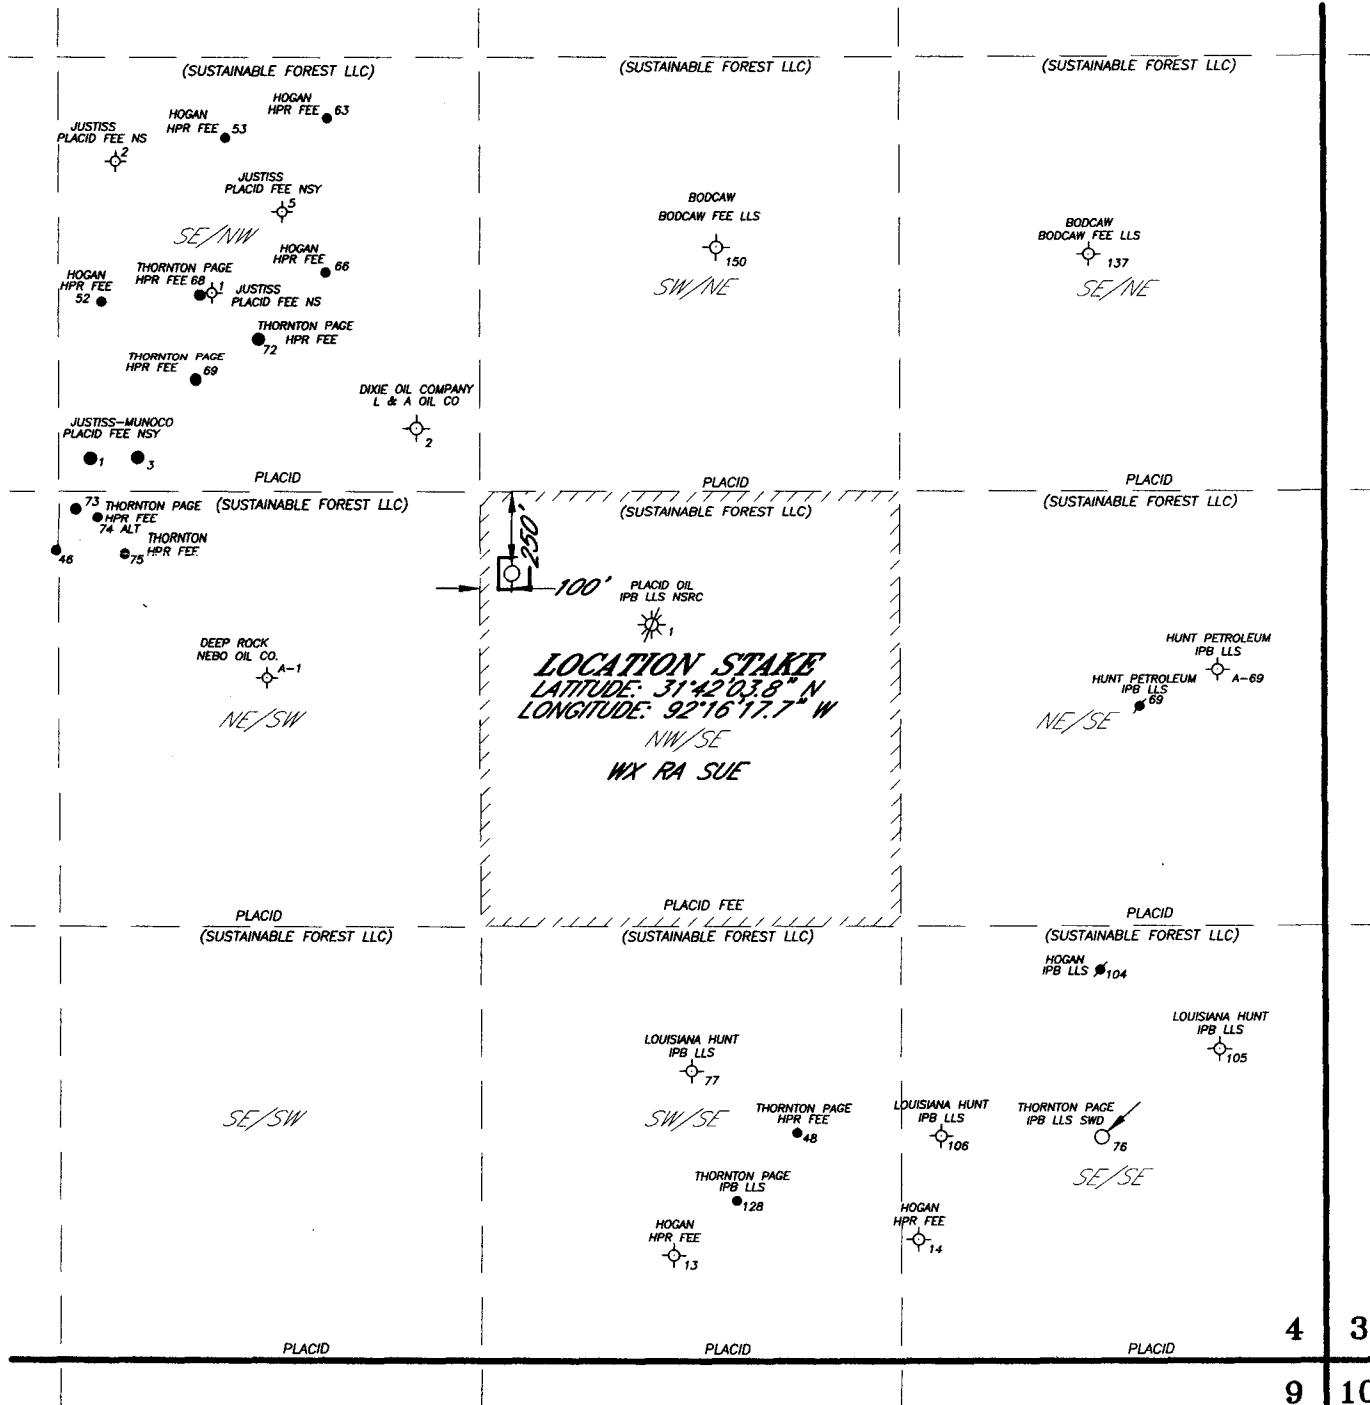 (SUSTAINABLE FOREST LLC)
(SUSTAINABLE FOREST LLC)
(SUSTAINABLE FOREST LLC)
HOGAN
HPR FEE 63
HOGAN
HPR FEE 53
JUSTISS
PLACID FEE NS
2
JUSTISS
PLACID FEE NSY
5
SE/NW
HOGAN
HPR FEE
66
HOGAN
HPR FEE
52
THORNTON PAGE
HPR FEE 68
1
JUSTISS
PLACID FEE NS
THORNTON PAGE
HPR FEE
72
THORNTON PAGE
HPR FEE 69
DIXIE OIL COMPANY
L & A OIL CO
2
JUSTISS-MUNOCO
PLACID FEE NSY
1
3
PLACID
BODCAW
BODCAW FEE LLS
150
SW/NE
PLACID
BODCAW
BODCAW FEE LLS
137
SE/NE
PLACID
(SUSTAINABLE FOREST LLC)
73 THORNTON PAGE
HPR FEE
74 ALT
THORNTON
HPR FEE
75
46
DEEP ROCK
NEBO OIL CO.
A-1
NE/SW
PLACID
(SUSTAINABLE FOREST LLC)
250'
100'
PLACID OIL
IPB LLS NSRC
1
LOCATION STAKE
LATITUDE: 31°42'03.8" N
LONGITUDE: 92°16'17.7" W
NW/SE
WX RA SUE
PLACID FEE
(SUSTAINABLE FOREST LLC)
HUNT PETROLEUM
IPB LLS
A-69
HUNT PETROLEUM
IPB LLS
69
NE/SE
PLACID
(SUSTAINABLE FOREST LLC)
SE/SW
PLACID
(SUSTAINABLE FOREST LLC)
LOUISIANA HUNT
IPB LLS
77
SW/SE
THORNTON PAGE
HPR FEE
48
THORNTON PAGE
IPB LLS
128
HOGAN
HPR FEE
13
PLACID
(SUSTAINABLE FOREST LLC)
HOGAN
IPB LLS 104
LOUISIANA HUNT
IPB LLS
105
LOUISIANA HUNT
IPB LLS
106
THORNTON PAGE
IPB LLS SWD
76
SE/SE
HOGAN
HPR FEE
14
PLACID
4 3
9 10